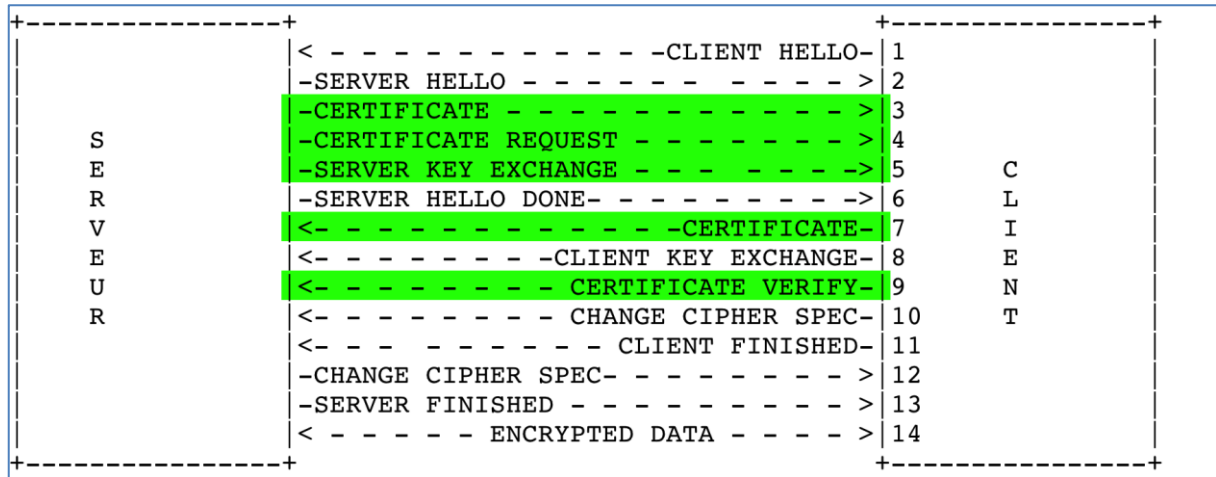 +----------------+ +----------------+
|< - - - - - - - - - - - -CLIENT HELLO-|1
|-SERVER HELLO - - - - - - - - - - >|2
|-CERTIFICATE - - - - - - - - - - - >|3
S |-CERTIFICATE REQUEST - - - - - - - >|4
E |-SERVER KEY EXCHANGE - - - - - - ->|5 C
R |-SERVER HELLO DONE- - - - - - - - ->|6 L
V |<- - - - - - - - - - - -CERTIFICATE-|7 I
E |<- - - - - - - -CLIENT KEY EXCHANGE-|8 E
U |<- - - - - - - - - CERTIFICATE VERIFY-|9 N
R |<- - - - - - - - - CHANGE CIPHER SPEC-|10 T
|<- - - - - - - - - - CLIENT FINISHED-|11
|-CHANGE CIPHER SPEC- - - - - - - - >|12
|-SERVER FINISHED - - - - - - - - - >|13
|< - - - - - ENCRYPTED DATA - - - - >|14
+----------------+ +----------------+